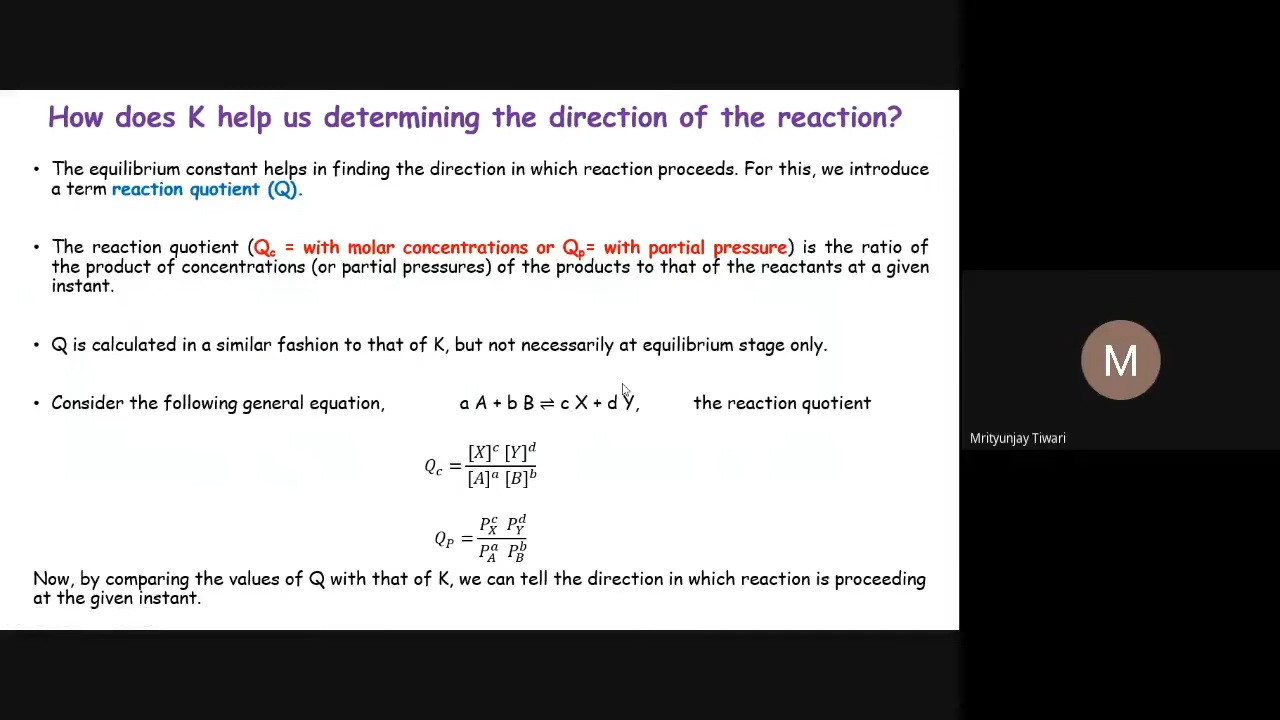 How does K help us determining the direction of the reaction?
• The equilibrium constant helps in finding the direction in which reaction proceeds. For this, we introduce
a term reaction quotient (Q).
• The reaction quotient (Qc = with molar concentrations or Qp= with partial pressure) is the ratio of
the product of concentrations (or partial pressures) of the products to that of the reactants at a given
instant.
• Q is calculated in a similar fashion to that of K, but not necessarily at equilibrium stage only.
• Consider the following general equation, a A + b B ⇌ c X + d Y, the reaction quotient
Q_c = [X]^c [Y]^d / [A]^a [B]^b
Q_P = P_X^c P_Y^d / P_A^a P_B^b
Now, by comparing the values of Q with that of K, we can tell the direction in which reaction is proceeding
at the given instant.
M
Mrityunjay Tiwari